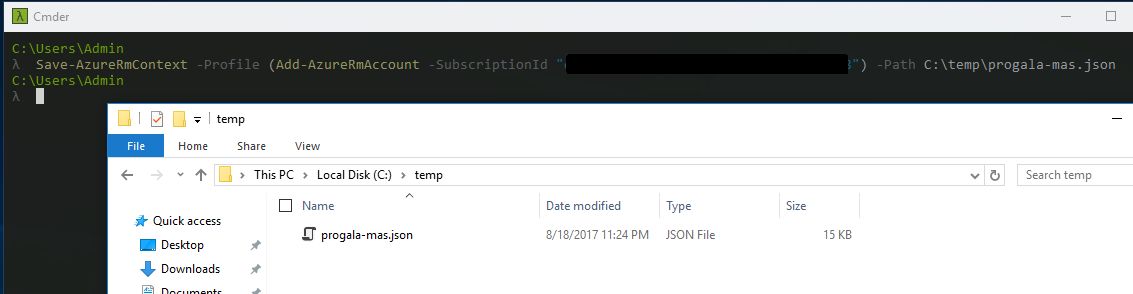 Cmder
C:\Users\Admin
λ Save-AzureRmContext -Profile (Add-AzureRmAccount -SubscriptionId " 3") -Path C:\temp\progala-mas.json
C:\Users\Admin
λ
temp
File Home Share View
This PC > Local Disk (C:) > temp
Search temp
Name Date modified Type Size
Quick access
progala-mas.json 8/18/2017 11:24 PM JSON File 15 KB
Desktop
Downloads
Documents